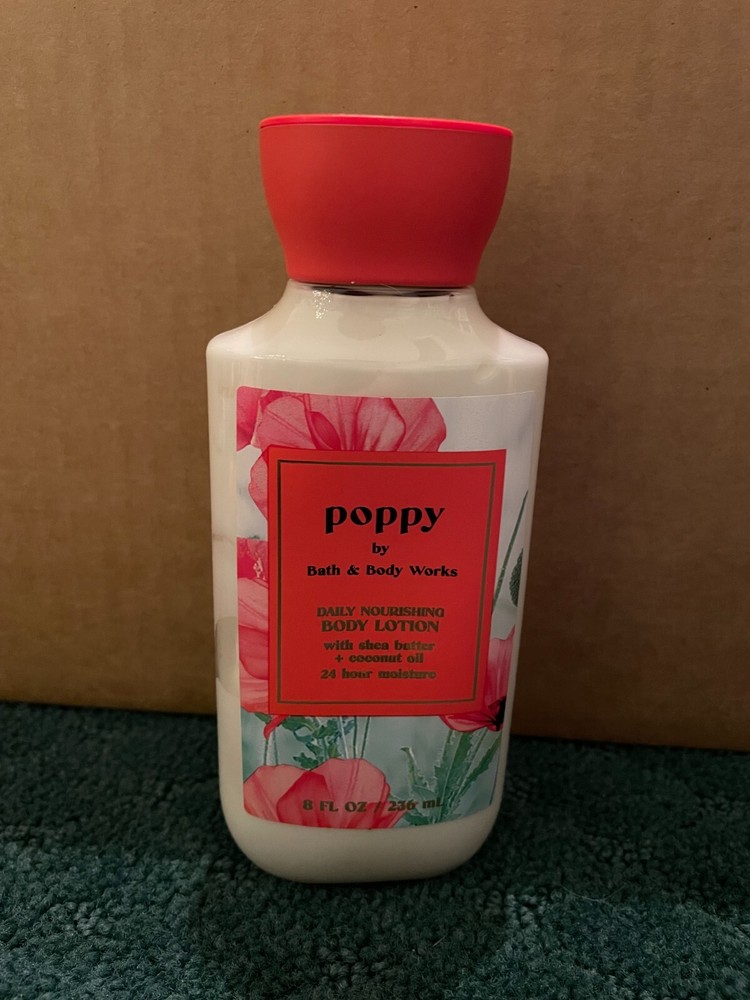 poppy
by
Bath & Body Works
DAILY NOURISHING
BODY LOTION
with shea butter
+ coconut oil
24 hour moisture
8 FL OZ / 236 mL